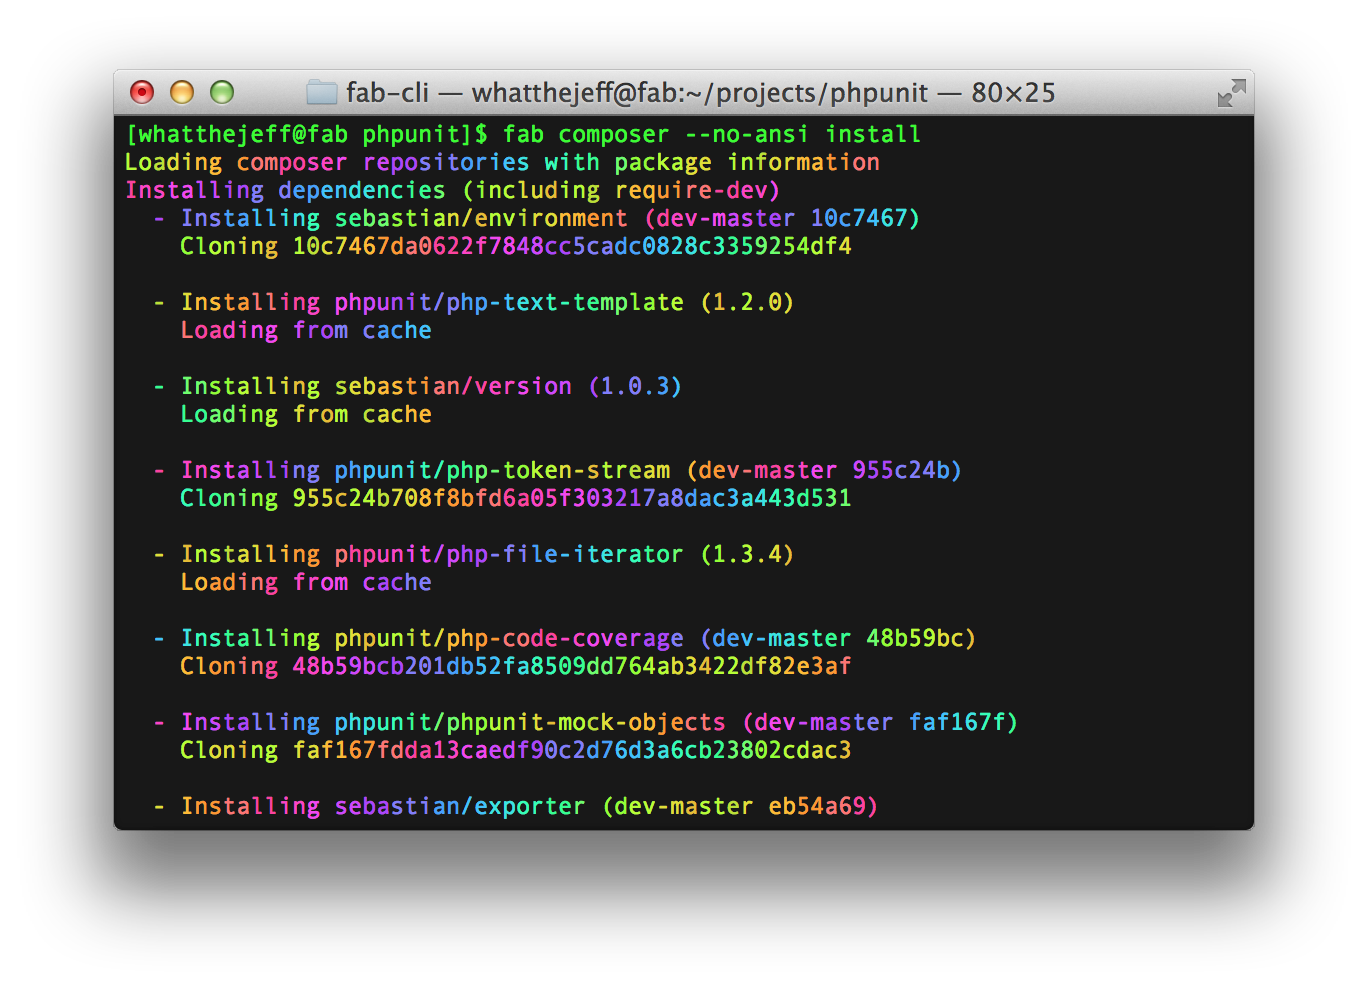 fab-cli — whatthejeff@fab:~/projects/phpunit — 80×25
[whatthejeff@fab phpunit]$ fab composer --no-ansi install
Loading composer repositories with package information
Installing dependencies (including require-dev)
- Installing sebastian/environment (dev-master 10c7467)
Cloning 10c7467da0622f7848cc5cadc0828c3359254df4
- Installing phpunit/php-text-template (1.2.0)
Loading from cache
- Installing sebastian/version (1.0.3)
Loading from cache
- Installing phpunit/php-token-stream (dev-master 955c24b)
Cloning 955c24b708f8bfd6a05f303217a8dac3a443d531
- Installing phpunit/php-file-iterator (1.3.4)
Loading from cache
- Installing phpunit/php-code-coverage (dev-master 48b59bc)
Cloning 48b59bcb201db52fa8509dd764ab3422df82e3af
- Installing phpunit/phpunit-mock-objects (dev-master faf167f)
Cloning faf167fdda13caedf90c2d76d3a6cb23802cdac3
- Installing sebastian/exporter (dev-master eb54a69)